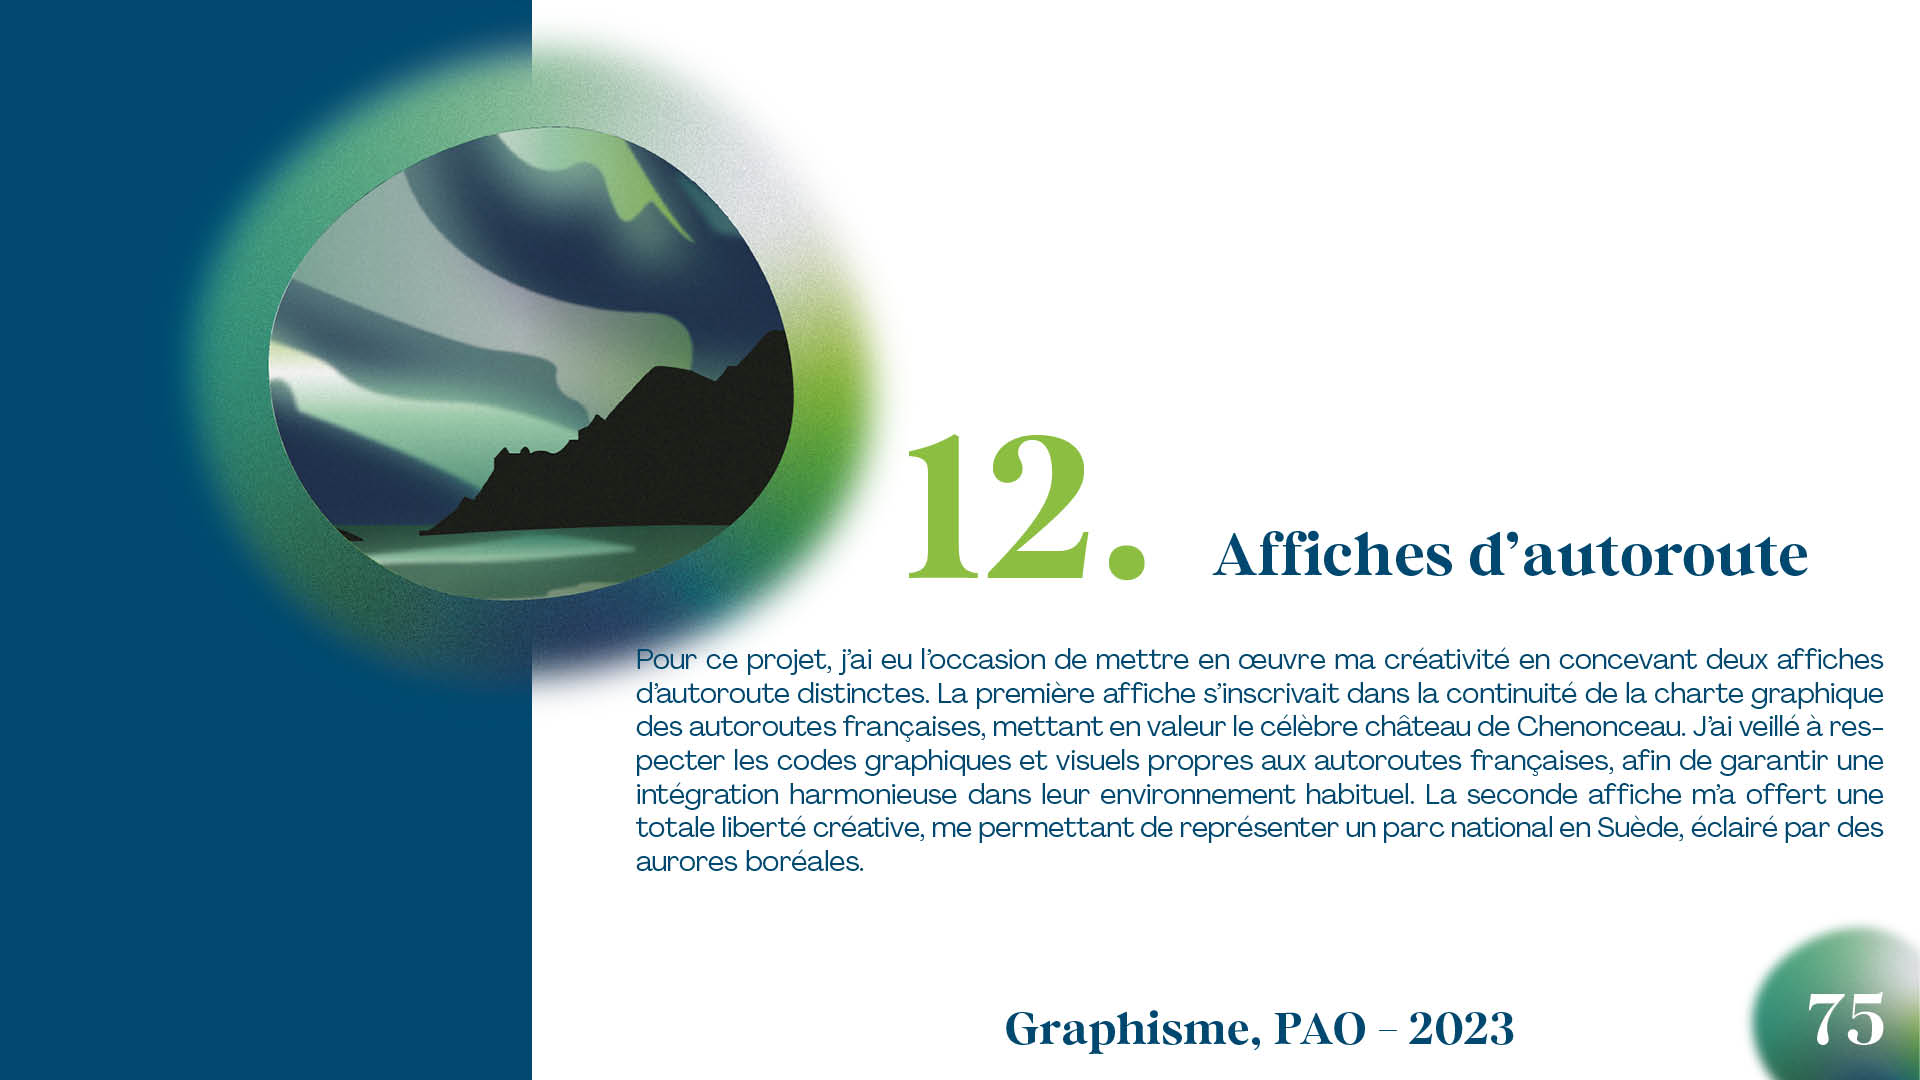 12.
Affiches d’autoroute
Pour ce projet, j’ai eu l’occasion de mettre en œuvre ma créativité en concevant deux affiches
d’autoroute distinctes. La première affiche s’inscrivait dans la continuité de la charte graphique
des autoroutes françaises, mettant en valeur le célèbre château de Chenonceau. J’ai veillé à res-
pecter les codes graphiques et visuels propres aux autoroutes françaises, afin de garantir une
intégration harmonieuse dans leur environnement habituel. La seconde affiche m’a offert une
totale liberté créative, me permettant de représenter un parc national en Suède, éclairé par des
aurores boréales.
Graphisme, PAO – 2023
75